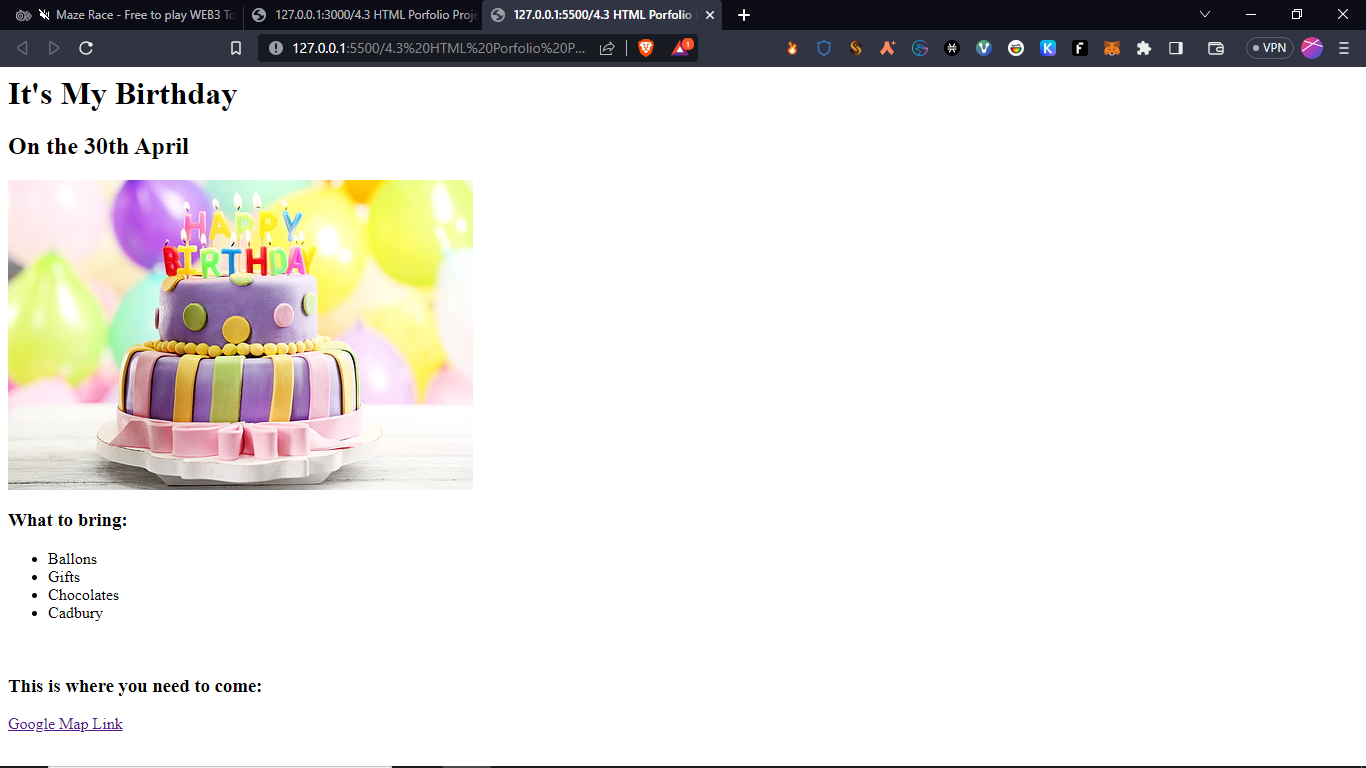 Maze Race - Free to play WEB3 To
127.0.0.1:3000/4.3 HTML Porfolio Proje
127.0.0.1:5500/4.3 HTML Porfolio
127.0.0.1:5500/4.3%20HTML%20Porfolio%20P...
1
VPN
It's My Birthday
On the 30th April
HAPPY
BIRTHDAY
What to bring:
Ballons
Gifts
Chocolates
Cadbury
This is where you need to come:
Google Map Link